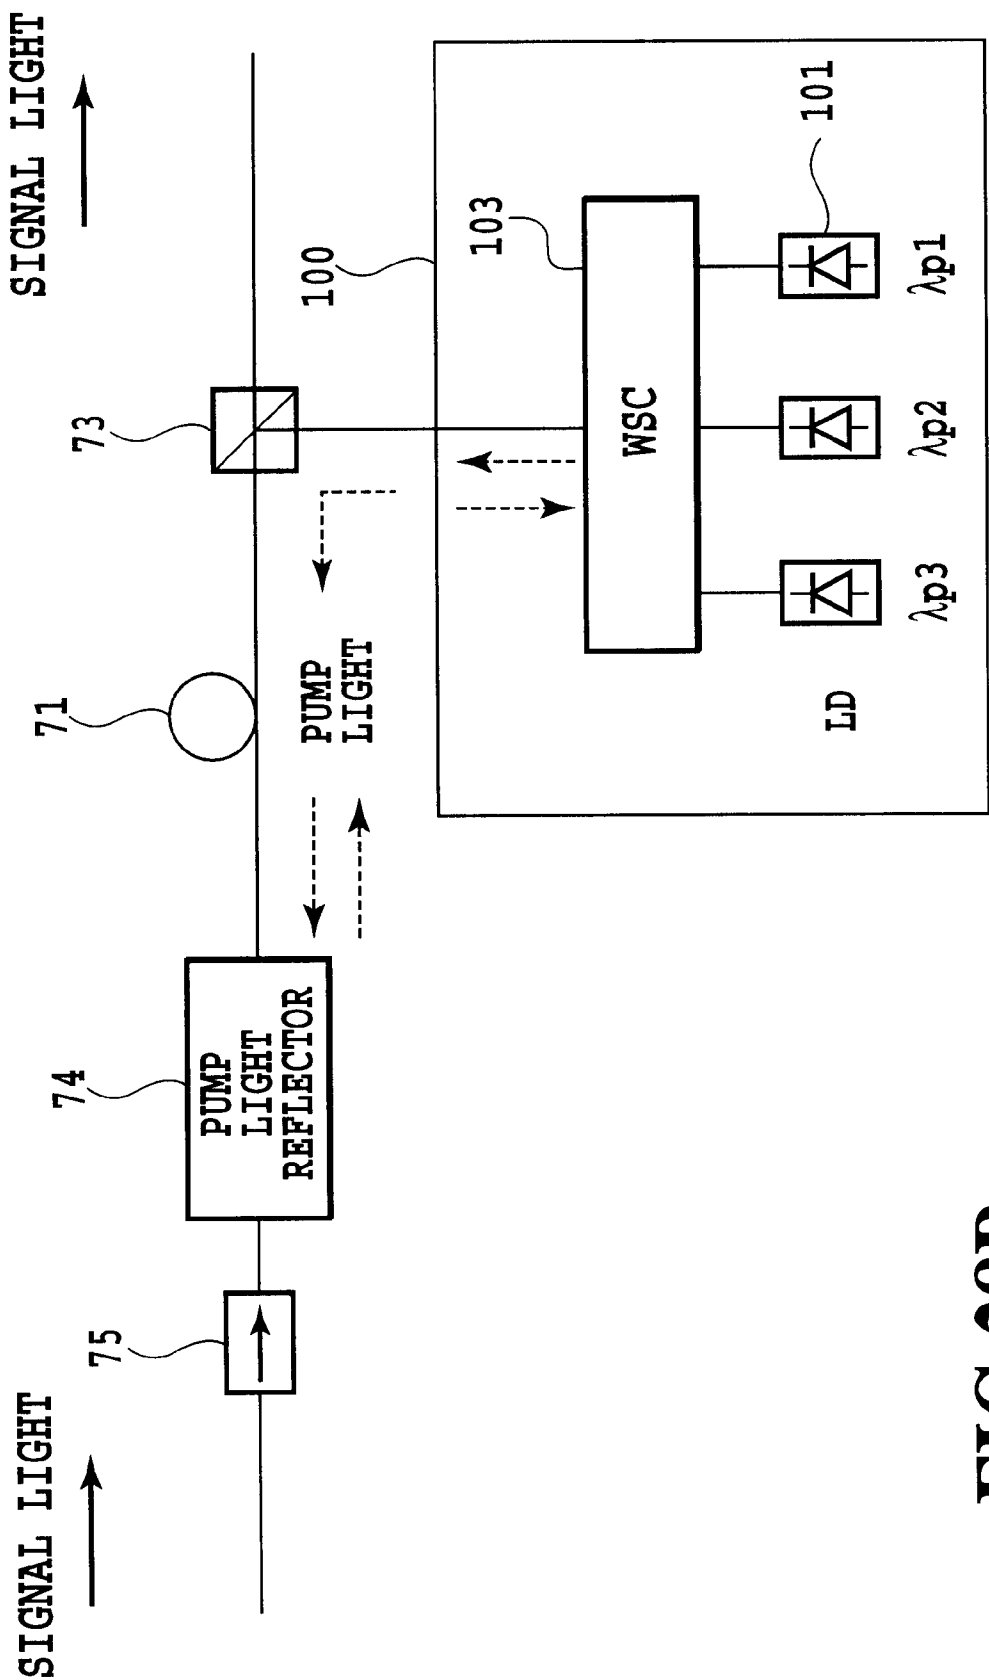 SIGNAL LIGHT
SIGNAL LIGHT
75
74
71
73
PUMP
LIGHT
REFLECTOR
PUMP
LIGHT
100
103
WSC
101
LD
λp3
λp2
λp1